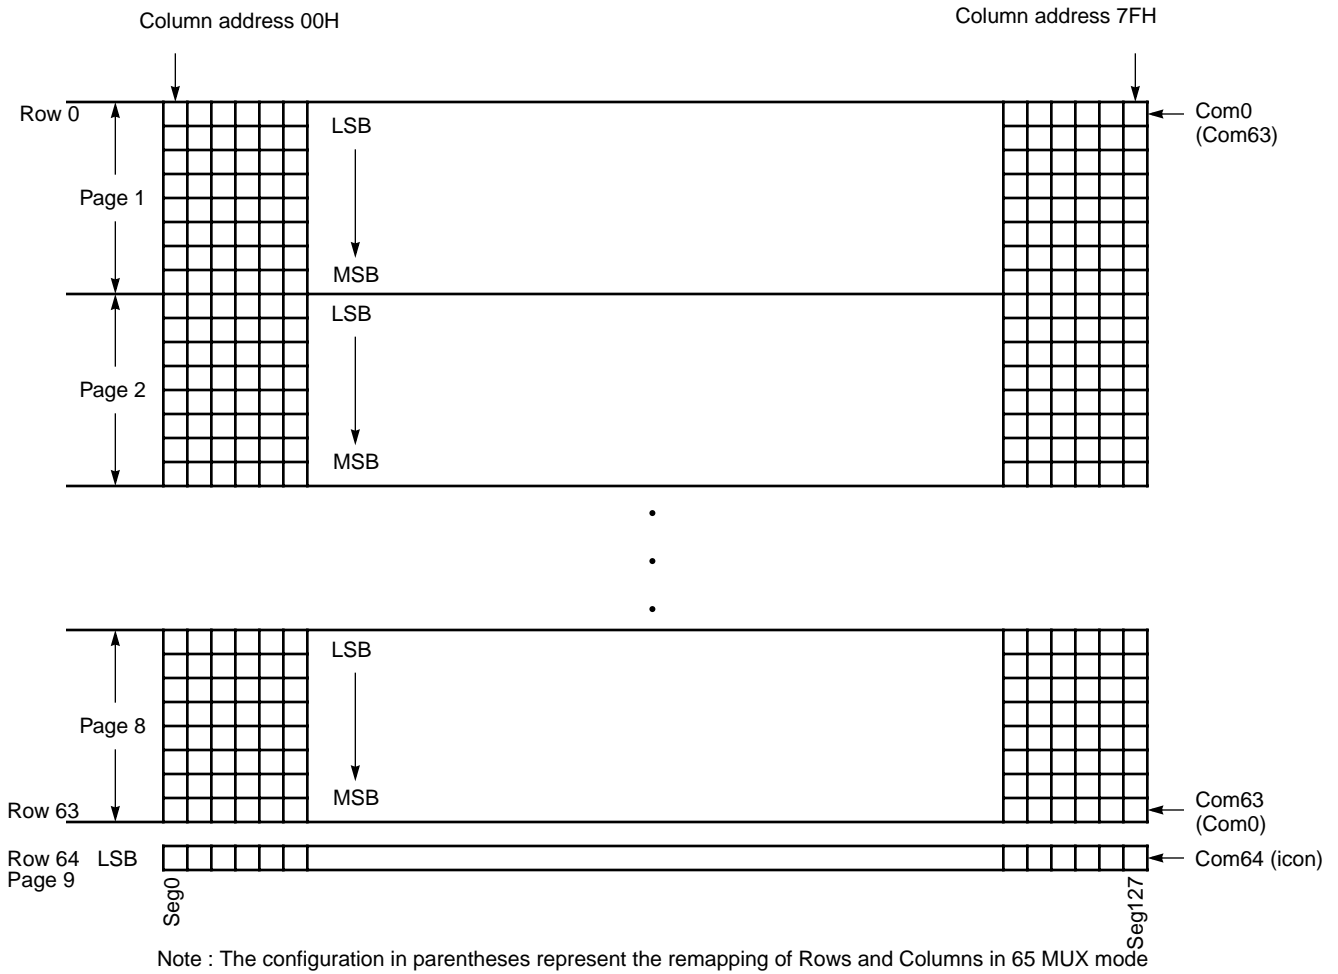 Column address 00H
Column address 7FH
Row 0
LSB
Com0
(Com63)
Page 1
MSB
LSB
Page 2
MSB
LSB
Page 8
MSB
Row 63
Com63
(Com0)
Row 64 LSB
Page 9
Com64 (icon)
Seg0
Seg127
Note : The configuration in parentheses represent the remapping of Rows and Columns in 65 MUX mode